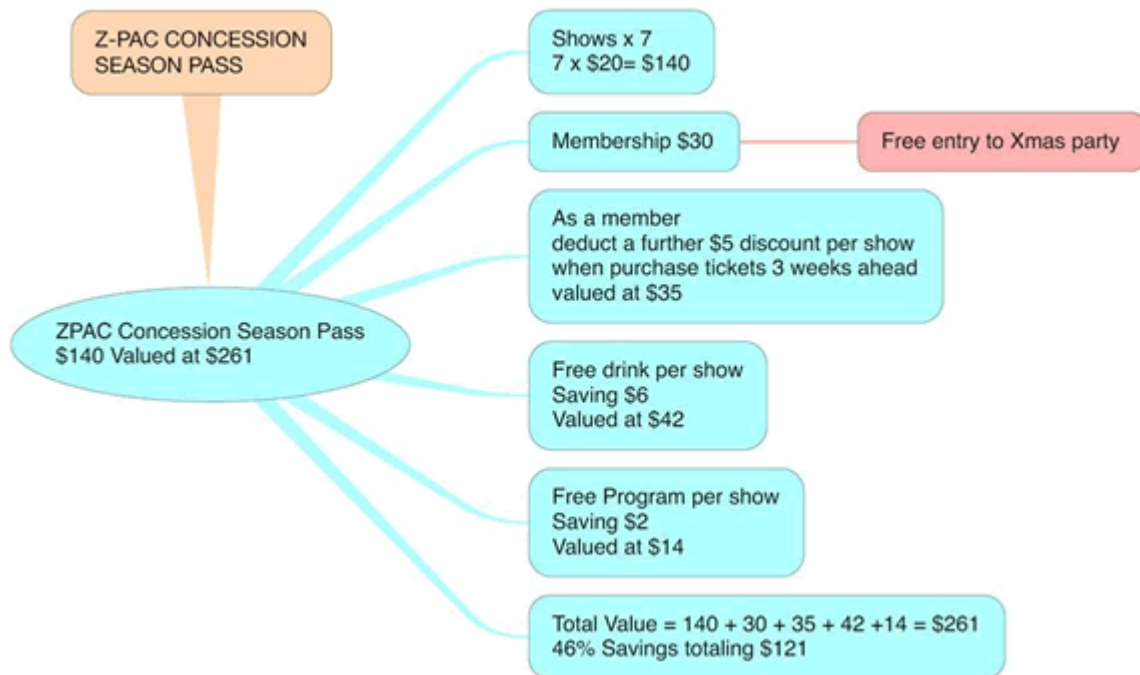 Z-PAC CONCESSION
SEASON PASS
ZPAC Concession Season Pass
$140 Valued at $261
Shows x 7
7 x $20= $140
Membership $30
Free entry to Xmas party
As a member
deduct a further $5 discount per show
when purchase tickets 3 weeks ahead
valued at $35
Free drink per show
Saving $6
Valued at $42
Free Program per show
Saving $2
Valued at $14
Total Value = 140 + 30 + 35 + 42 +14 = $261
46% Savings totaling $121